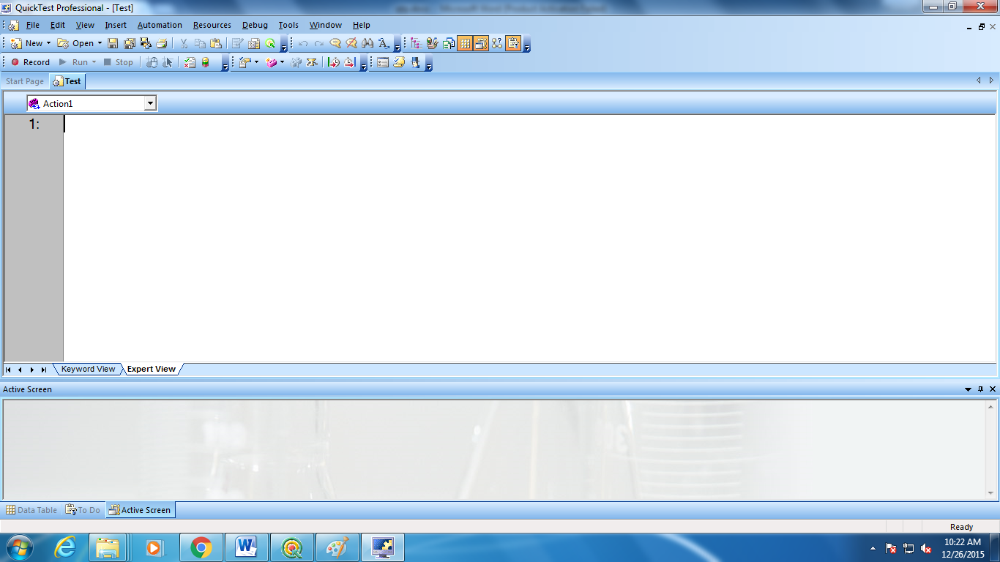 QuickTest Professional - [Test]
File Edit View Insert Automation Resources Debug Tools Window Help
New Open
Record Run Stop
Start Page Test
Action1
1:
Keyword View Expert View
Active Screen
Data Table To Do Active Screen
Ready
10:22 AM
12/26/2015